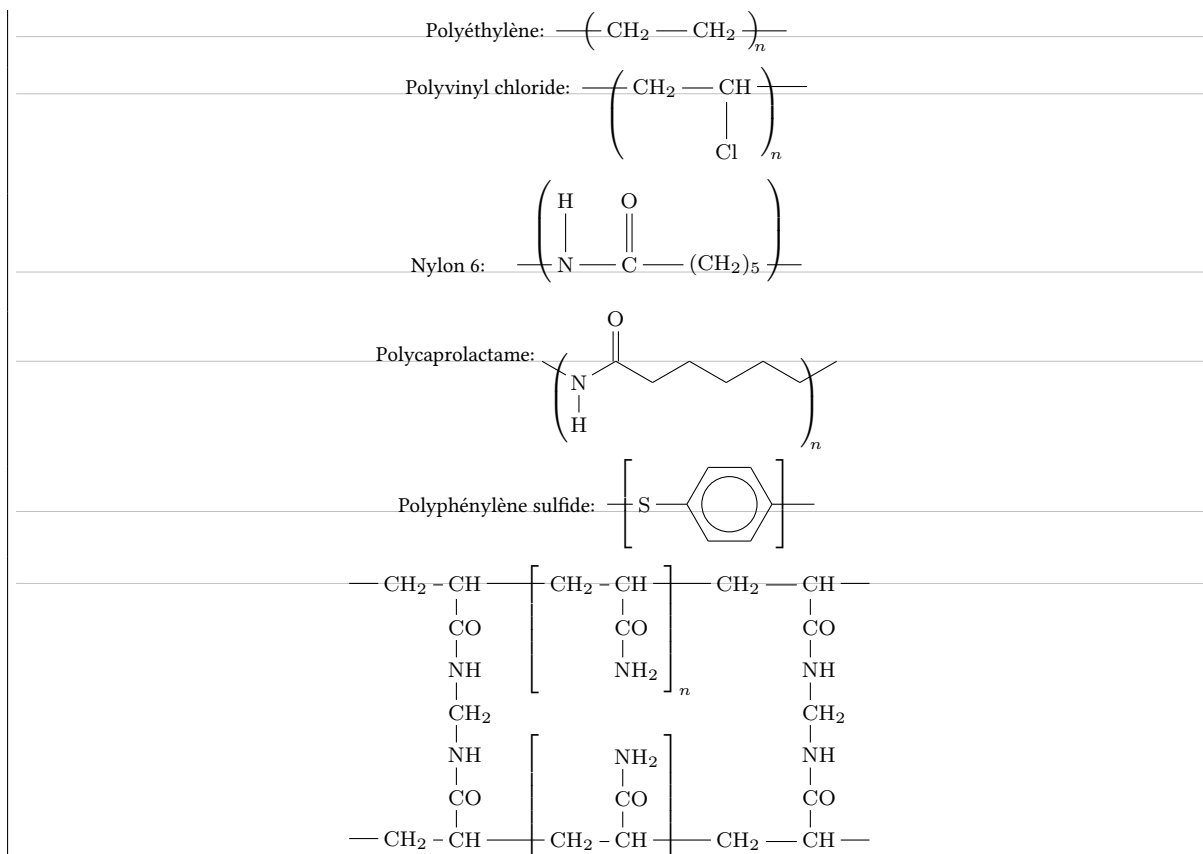 Polyéthylène: CH2 CH2 n
Polyvinyl chloride: CH2 CH n
Cl
H O
Nylon 6: N C (CH2)5
O
Polycaprolactame: N
H n
Polyphénylène sulfide: S
CH2 CH CH2 CH CH2 CH
CO CO CO
NH NH2 NH
n
CH2 CH2
NH NH2 NH
CO CO CO
CH2 CH CH2 CH CH2 CH